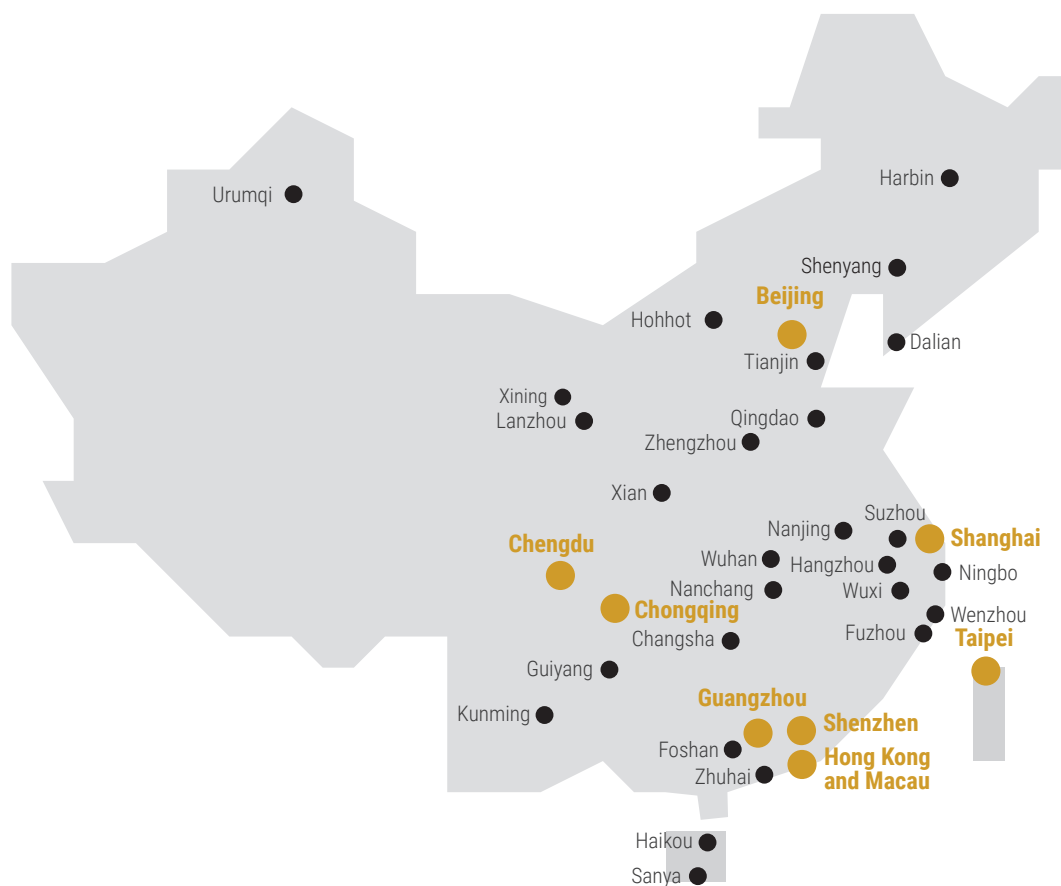 Harbin
Urumqi
Shenyang
Beijing
Hohhot
Dalian
Tianjin
Xining
Lanzhou
Qingdao
Zhengzhou
Xian
Suzhou
Nanjing
Shanghai
Chengdu
Wuhan
Hangzhou
Ningbo
Nanchang
Wuxi
Chongqing
Wenzhou
Changsha
Fuzhou
Taipei
Guiyang
Guangzhou
Kunming
Shenzhen
Foshan
Hong Kong
and Macau
Zhuhai
Haikou
Sanya